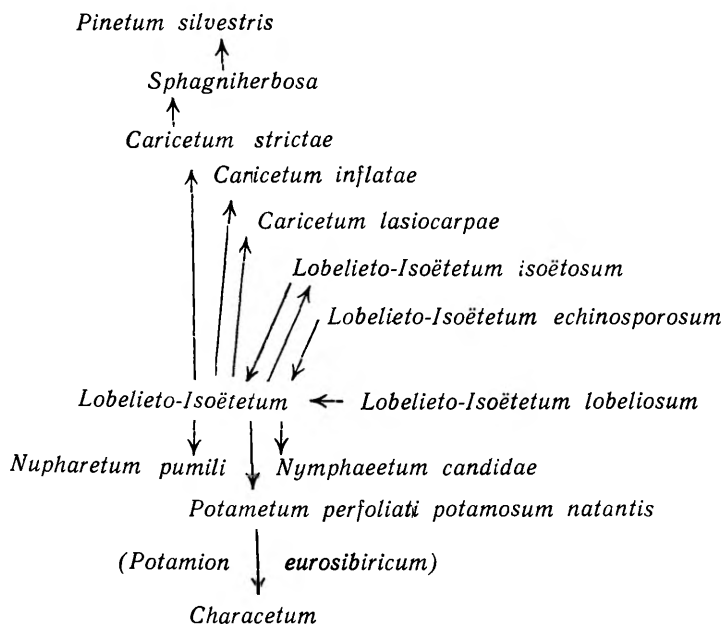 Pinetum silvestris
Sphagniherbosa
Caricetum strictae
Caricetum inflatae
Caricetum lasiocarpae
Lobelieto-Isoëtetum isoëtosum
Lobelieto-Isoëtetum echinosporosum
Lobelieto-Isoëtetum Lobelieto-Isoëtetum lobeliosum
Nupharetum pumili Nymphaeetum candidae
Potametum perfoliati potamosum natantis
(Potamion eurosibiricum)
Characetum